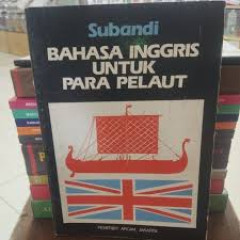 Subandi
BAHASA INGGRIS
UNTUK
PARA PELAUT